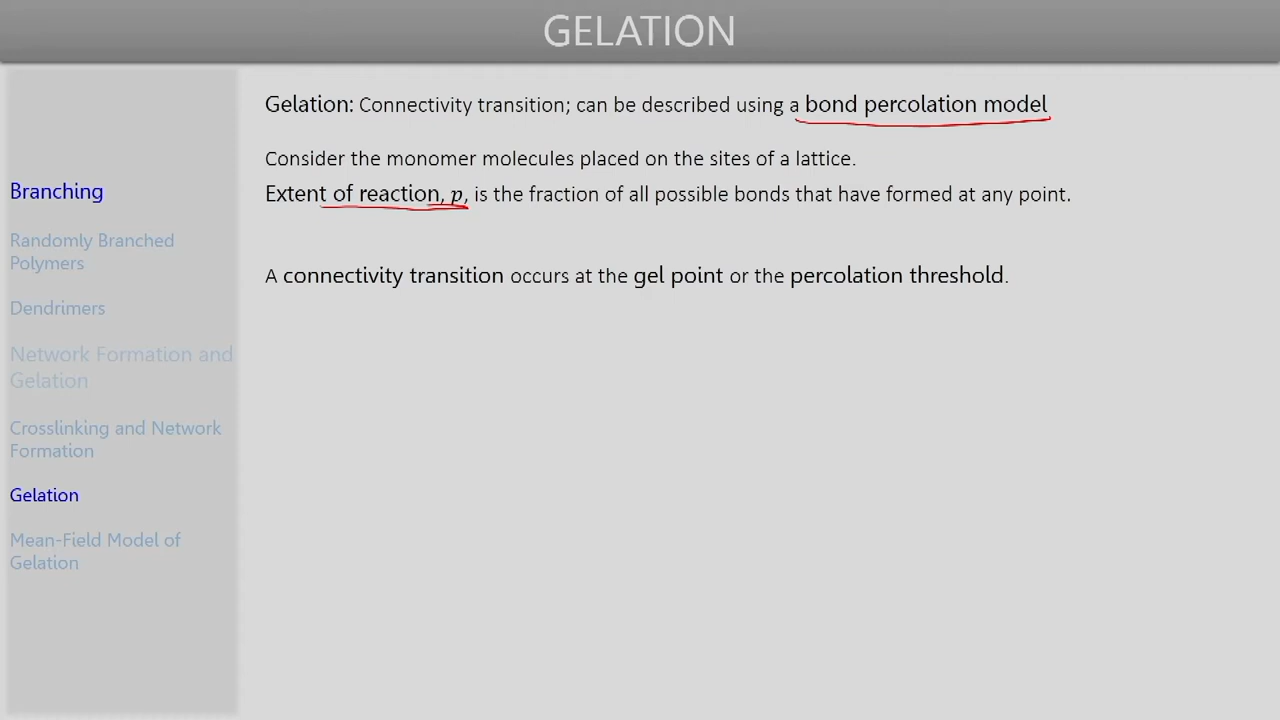 GELATION
Gelation: Connectivity transition; can be described using a bond percolation model
Consider the monomer molecules placed on the sites of a lattice.
Extent of reaction, p, is the fraction of all possible bonds that have formed at any point.
A connectivity transition occurs at the gel point or the percolation threshold.
Branching
Randomly Branched
Polymers
Dendrimers
Network Formation and
Gelation
Crosslinking and Network
Formation
Gelation
Mean-Field Model of
Gelation